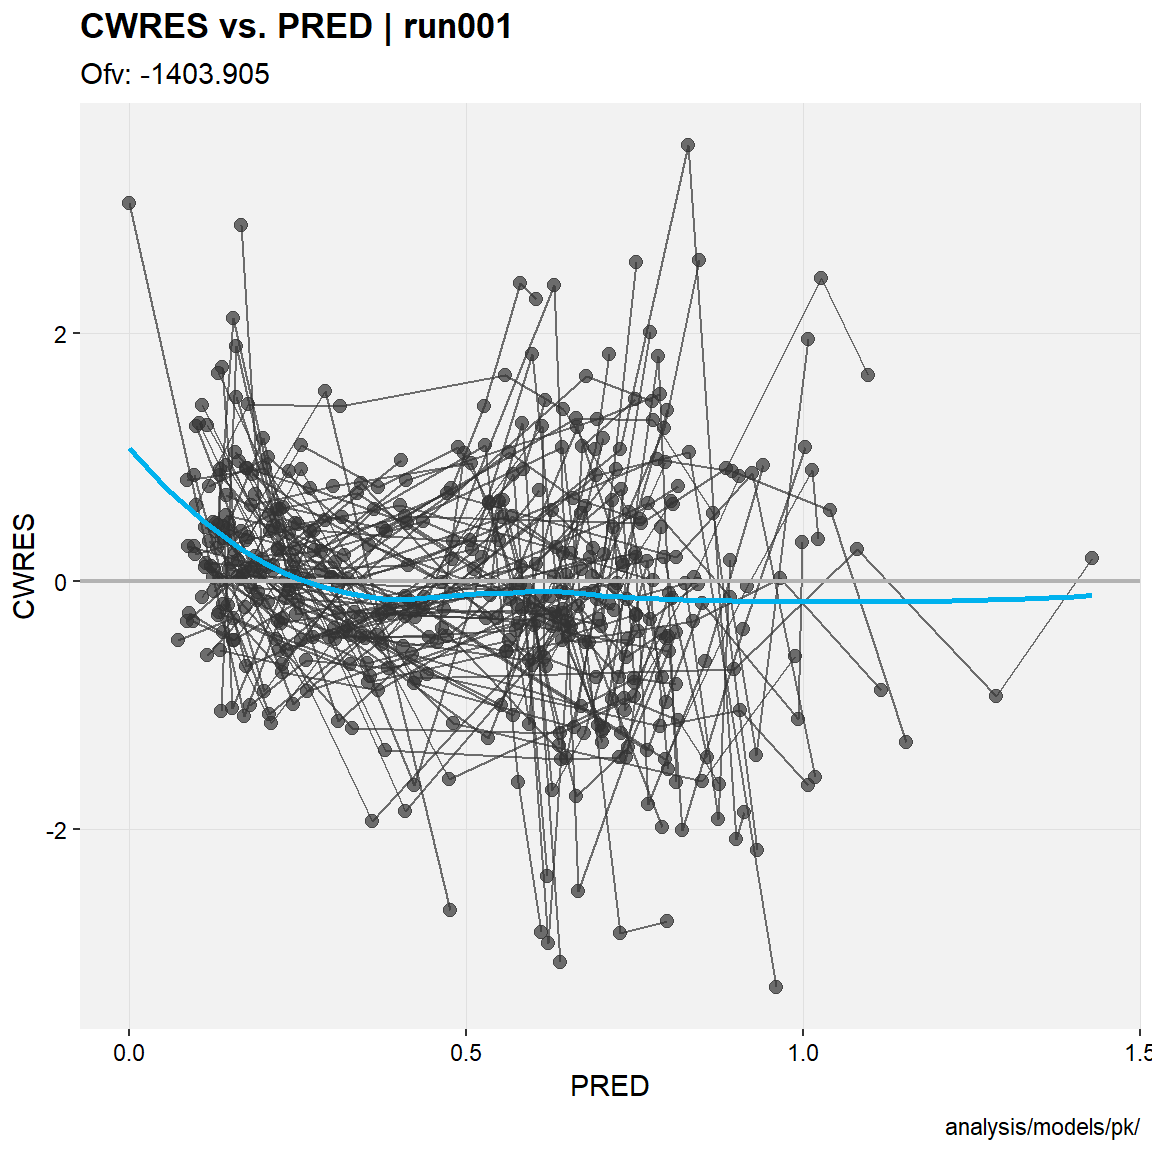 CWRES vs. PRED | run001
Ofv: -1403.905
2
0
-2
CWRES
0.0
0.5
1.0
1.5
PRED
analysis/models/pk/